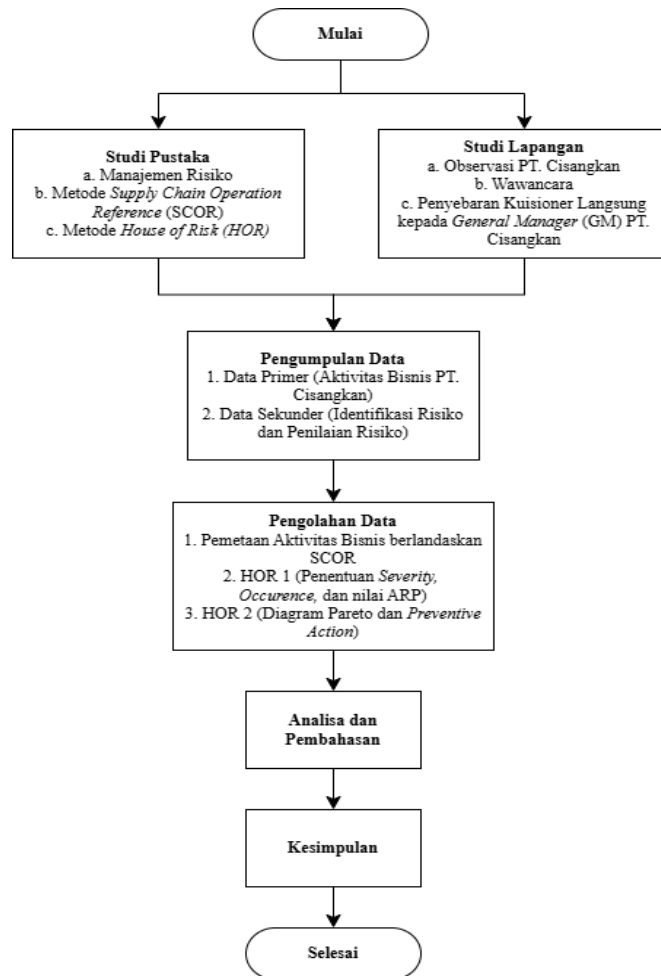 Mulai
Studi Pustaka
a. Manajemen Risiko
b. Metode Supply Chain Operation
Reference (SCOR)
c. Metode House of Risk (HOR)
Studi Lapangan
a. Observasi PT. Cisangkan
b. Wawancara
c. Penyebaran Kuisioner Langsung
kepada General Manager (GM) PT.
Cisangkan
Pengumpulan Data
1. Data Primer (Aktivitas Bisnis PT.
Cisangkan)
2. Data Sekunder (Identifikasi Risiko
dan Penilaian Risiko)
Pengolahan Data
1. Pemetaan Aktivitas Bisnis berlandaskan
SCOR
2. HOR 1 (Penentuan Severity,
Occurence, dan nilai ARP)
3. HOR 2 (Diagram Pareto dan Preventive
Action)
Analisa dan
Pembahasan
Kesimpulan
Selesai